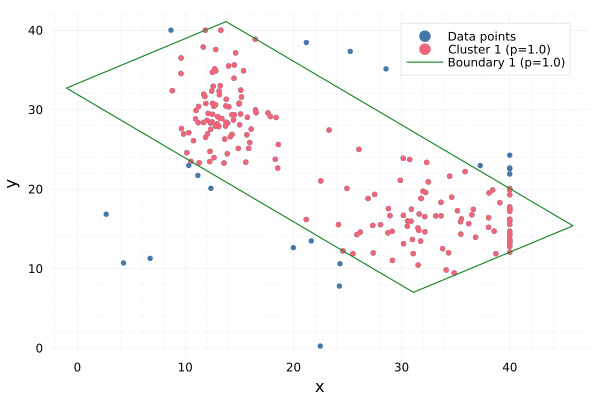 Data points
Cluster 1 (p=1.0)
Boundary 1 (p=1.0)
40
30
20
10
0
y
0 10 20 30 40
x